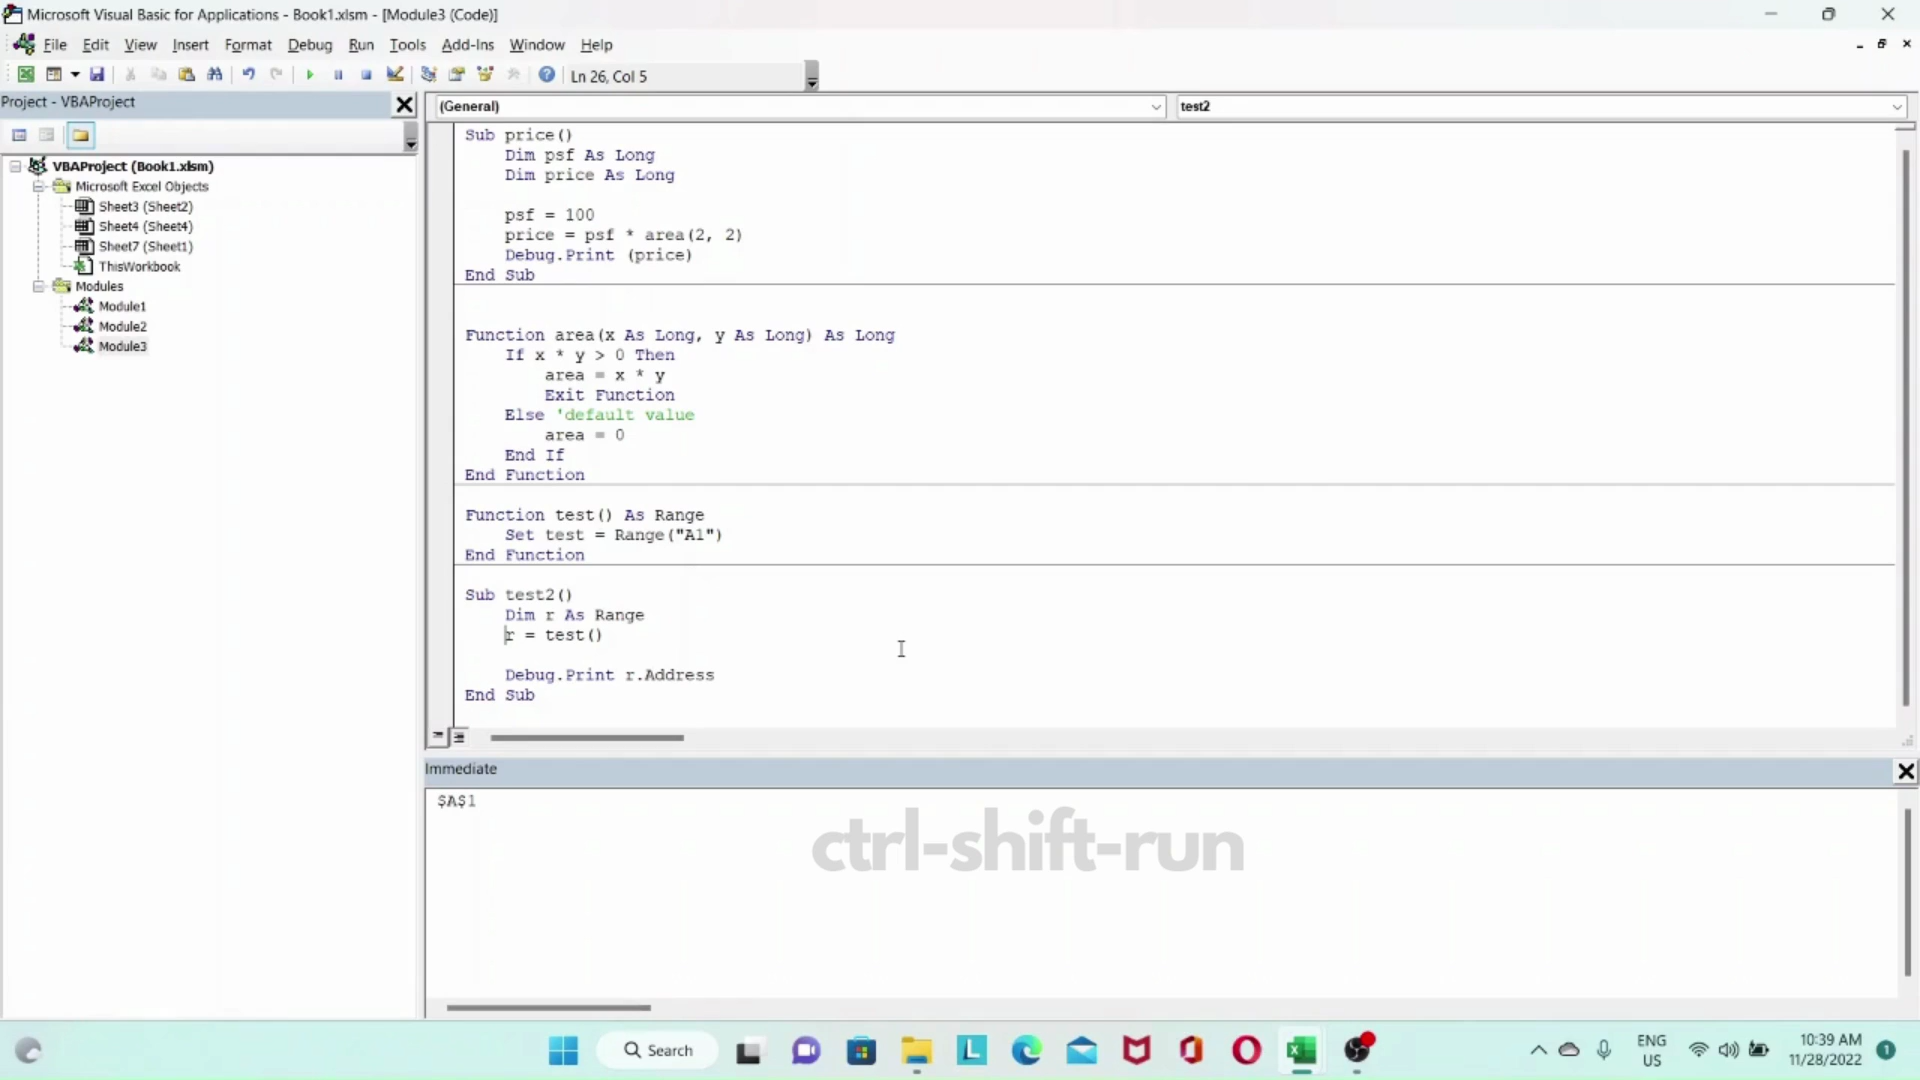 Microsoft Visual Basic for Applications - Book1.xlsm - [Module3 (Code)]
File Edit View Insert Format Debug Run Tools Add-Ins Window Help
Ln 26, Col 5
Project - VBAProject
(General)
test2
VBAProject (Book1.xlsm)
Microsoft Excel Objects
Sheet3 (Sheet2)
Sheet4 (Sheet4)
Sheet7 (Sheet1)
ThisWorkbook
Modules
Module1
Module2
Module3
Sub price()
Dim psf As Long
Dim price As Long
psf = 100
price = psf * area(2, 2)
Debug.Print (price)
End Sub
Function area(x As Long, y As Long) As Long
If x * y > 0 Then
area = x * y
Exit Function
Else 'default value
area = 0
End If
End Function
Function test() As Range
Set test = Range("A1")
End Function
Sub test2()
Dim r As Range
r = test()
Debug.Print r.Address
End Sub
Immediate
$A$1
ctrl-shift-run
Search
ENG
US
10:39 AM
11/28/2022
1